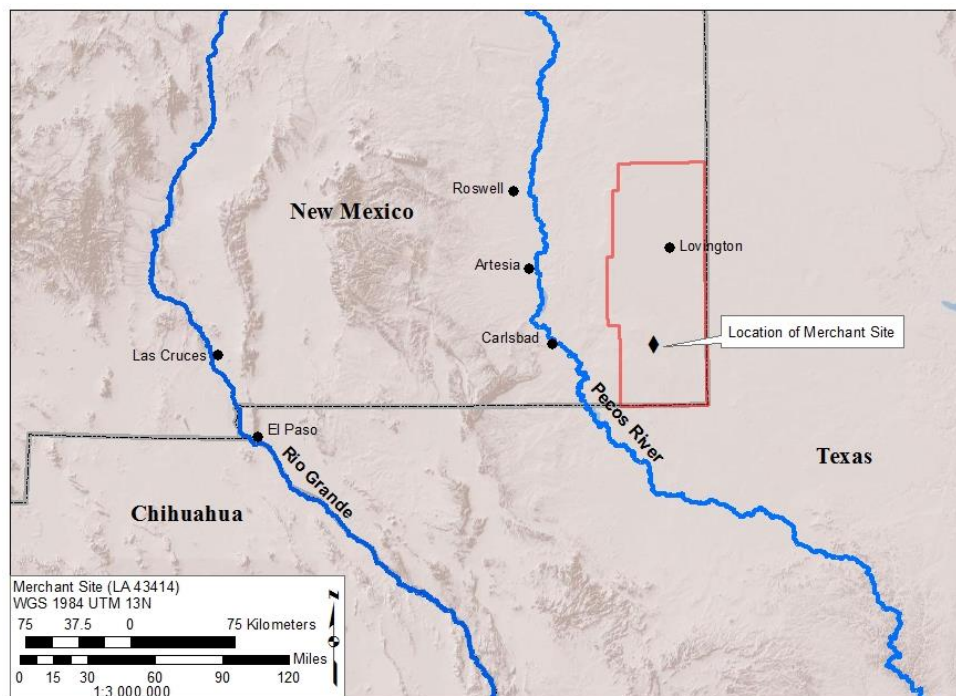 Roswell
New Mexico
Lovington
Artesia
Carlsbad
Location of Merchant Site
Las Cruces
Pecos River
El Paso
Texas
Rio Grande
Chihuahua
Merchant Site (LA 43414)
WGS 1984 UTM 13N
75 37.5 0 75 Kilometers
Miles
0 15 30 60 90 120
1:3 000 000
N